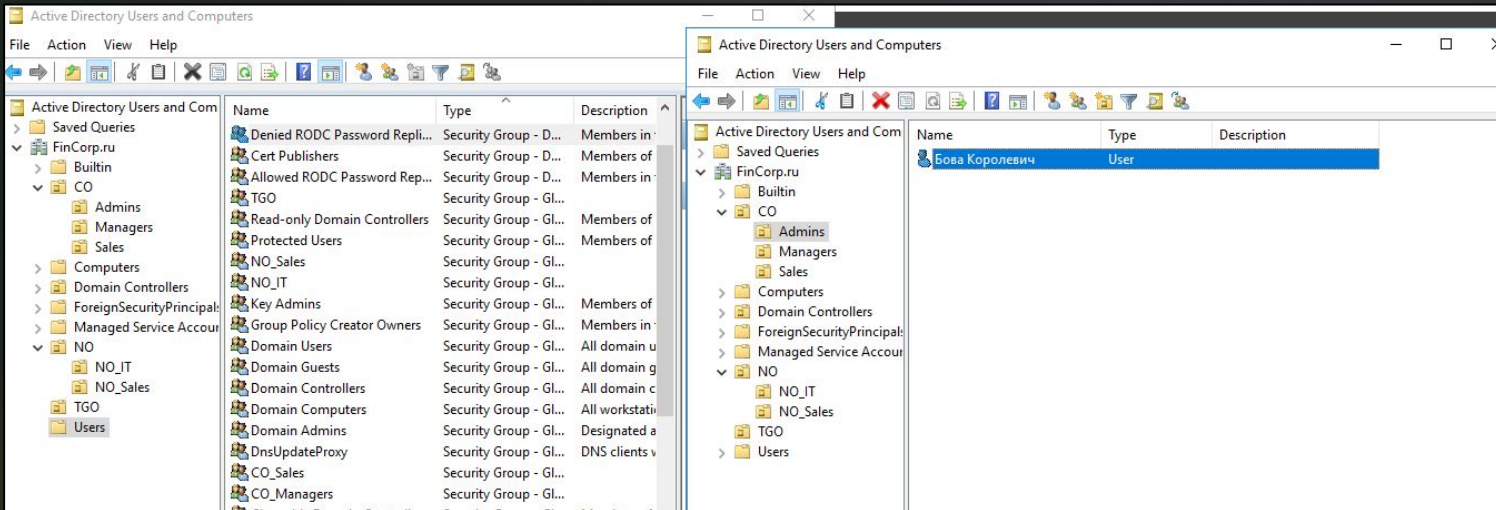 Active Directory Users and Computers
File Action View Help
Active Directory Users and Com
Saved Queries
FinCorp.ru
Builtin
CO
Admins
Managers
Sales
Computers
Domain Controllers
ForeignSecurityPrincipal
Managed Service Accour
NO
NO_IT
NO_Sales
TGO
Users
Name Type Description
Denied RODC Password Repli... Security Group - D... Members in
Cert Publishers Security Group - D... Members of
Allowed RODC Password Rep... Security Group - D... Members in
TGO Security Group - Gl...
Read-only Domain Controllers Security Group - Gl... Members of
Protected Users Security Group - Gl... Members of
NO_Sales Security Group - Gl...
NO_IT Security Group - Gl...
Key Admins Security Group - Gl... Members of
Group Policy Creator Owners Security Group - Gl... Members in
Domain Users Security Group - Gl... All domain u
Domain Guests Security Group - Gl... All domain g
Domain Controllers Security Group - Gl... All domain c
Domain Computers Security Group - Gl... All workstati
Domain Admins Security Group - Gl... Designated a
DnsUpdateProxy Security Group - Gl... DNS clients v
CO_Sales Security Group - Gl...
CO_Managers Security Group - Gl...
Active Directory Users and Computers
File Action View Help
Active Directory Users and Com
Saved Queries
FinCorp.ru
Builtin
CO
Admins
Managers
Sales
Computers
Domain Controllers
ForeignSecurityPrincipal
Managed Service Accour
NO
NO_IT
NO_Sales
TGO
Users
Name Type Description
Бова Королевич User